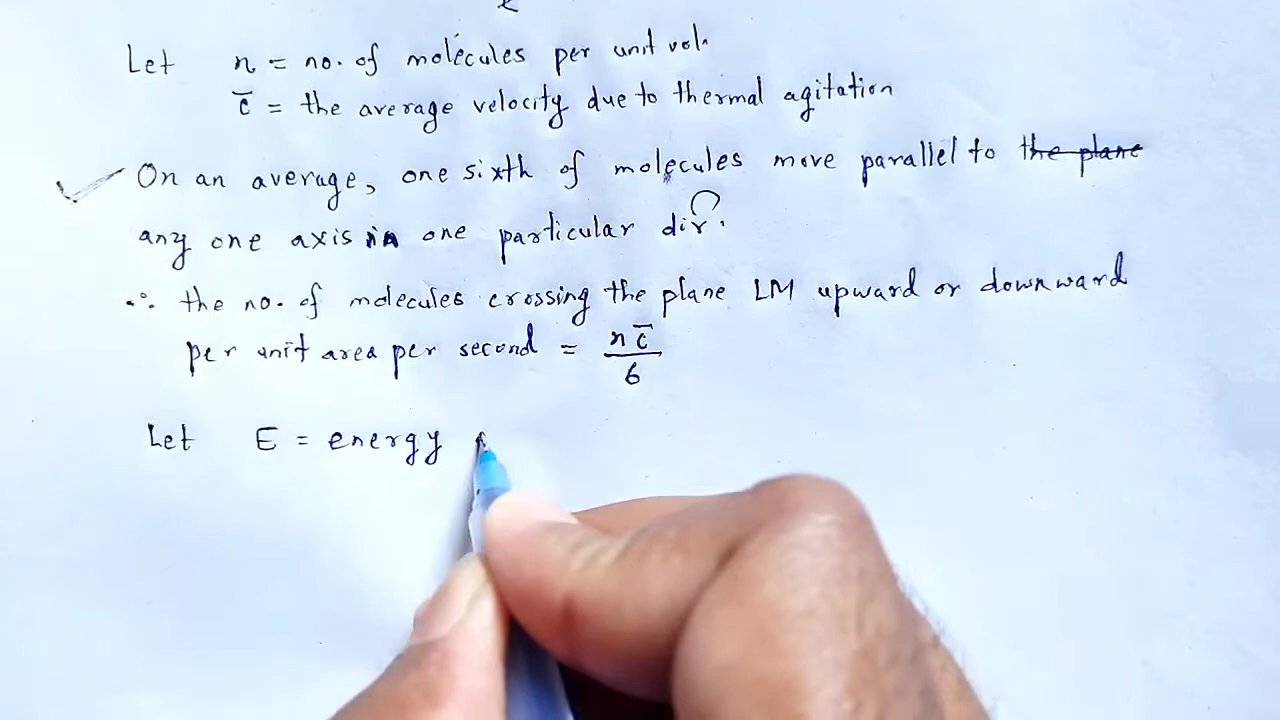 Let n = no. of molecules per unit vol.
c̄ = the average velocity due to thermal agitation
On an average, one sixth of molecules move parallel to the plane
any one axis in one particular dir.
∴ the no. of molecules crossing the plane LM upward or downward
per unit area per second = n c̄ / 6
Let E = energy